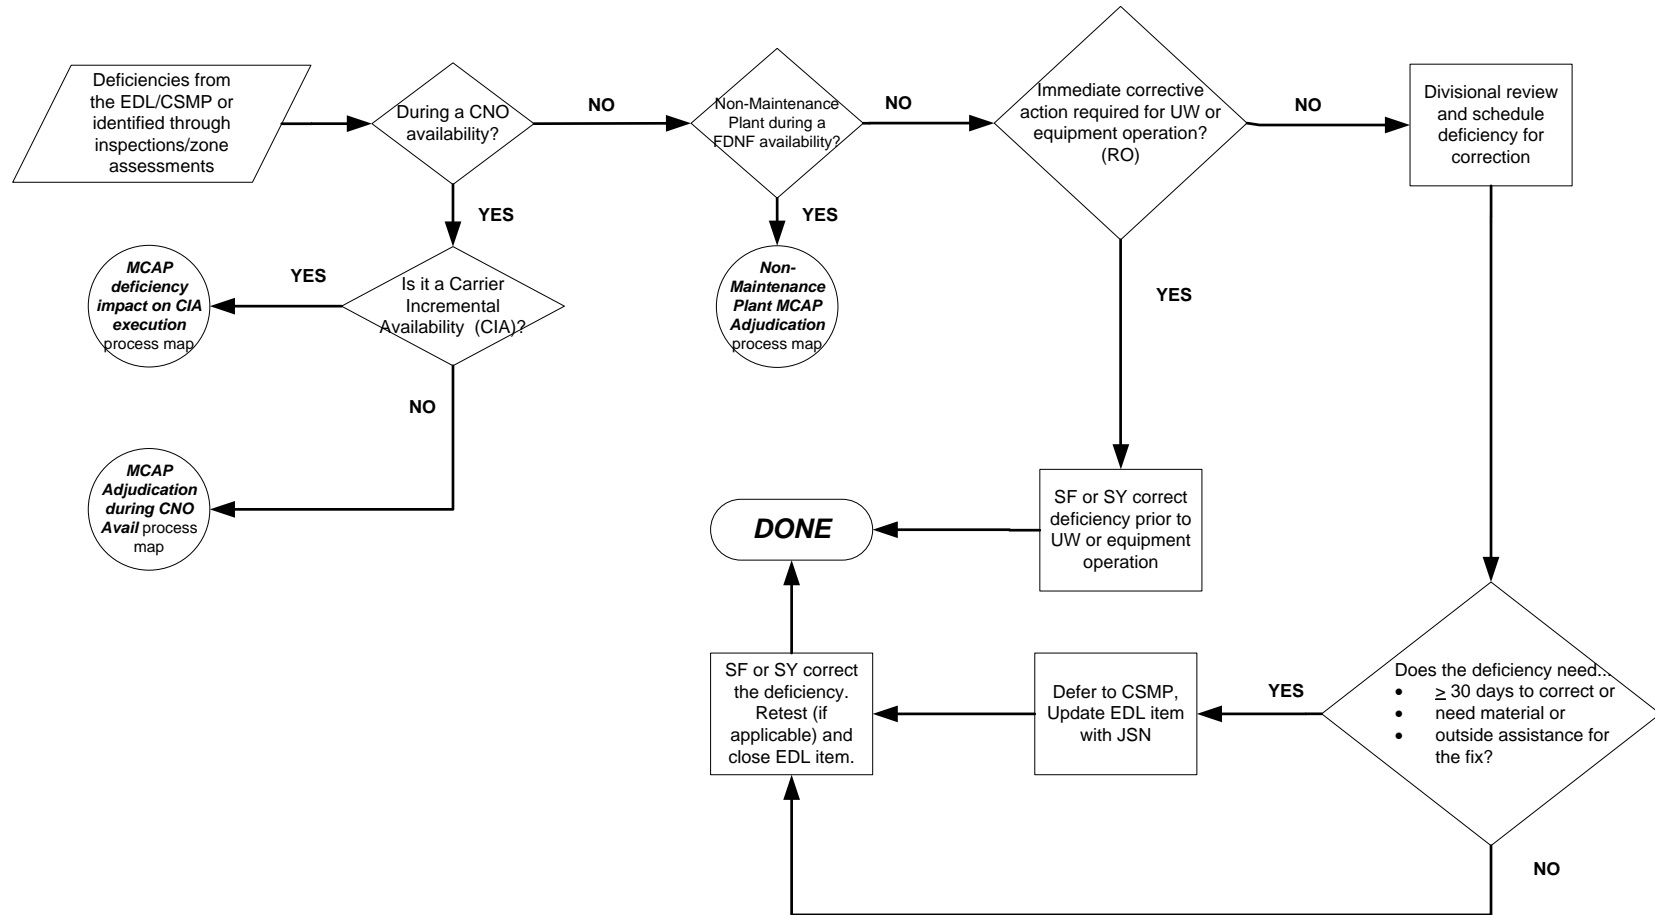 Deficiencies from
the EDL/CSMP or
identified through
inspections/zone
assessments
During a CNO
availability?
NO
Non-Maintenance
Plant during a
FDNF availability?
NO
Immediate corrective
action required for UW or
equipment operation?
(RO)
NO
Divisional review
and schedule
deficiency for
correction
YES
YES
YES
MCAP
deficiency
impact on CIA
execution
process map
YES
Is it a Carrier
Incremental
Availability (CIA)?
Non-
Maintenance
Plant MCAP
Adjudication
process map
NO
MCAP
Adjudication
during CNO
Avail process
map
DONE
SF or SY correct
deficiency prior to
UW or equipment
operation
SF or SY correct
the deficiency.
Retest (if
applicable) and
close EDL item.
Defer to CSMP,
Update EDL item
with JSN
YES
Does the deficiency need...
• ≥ 30 days to correct or
• need material or
• outside assistance for
the fix?
NO